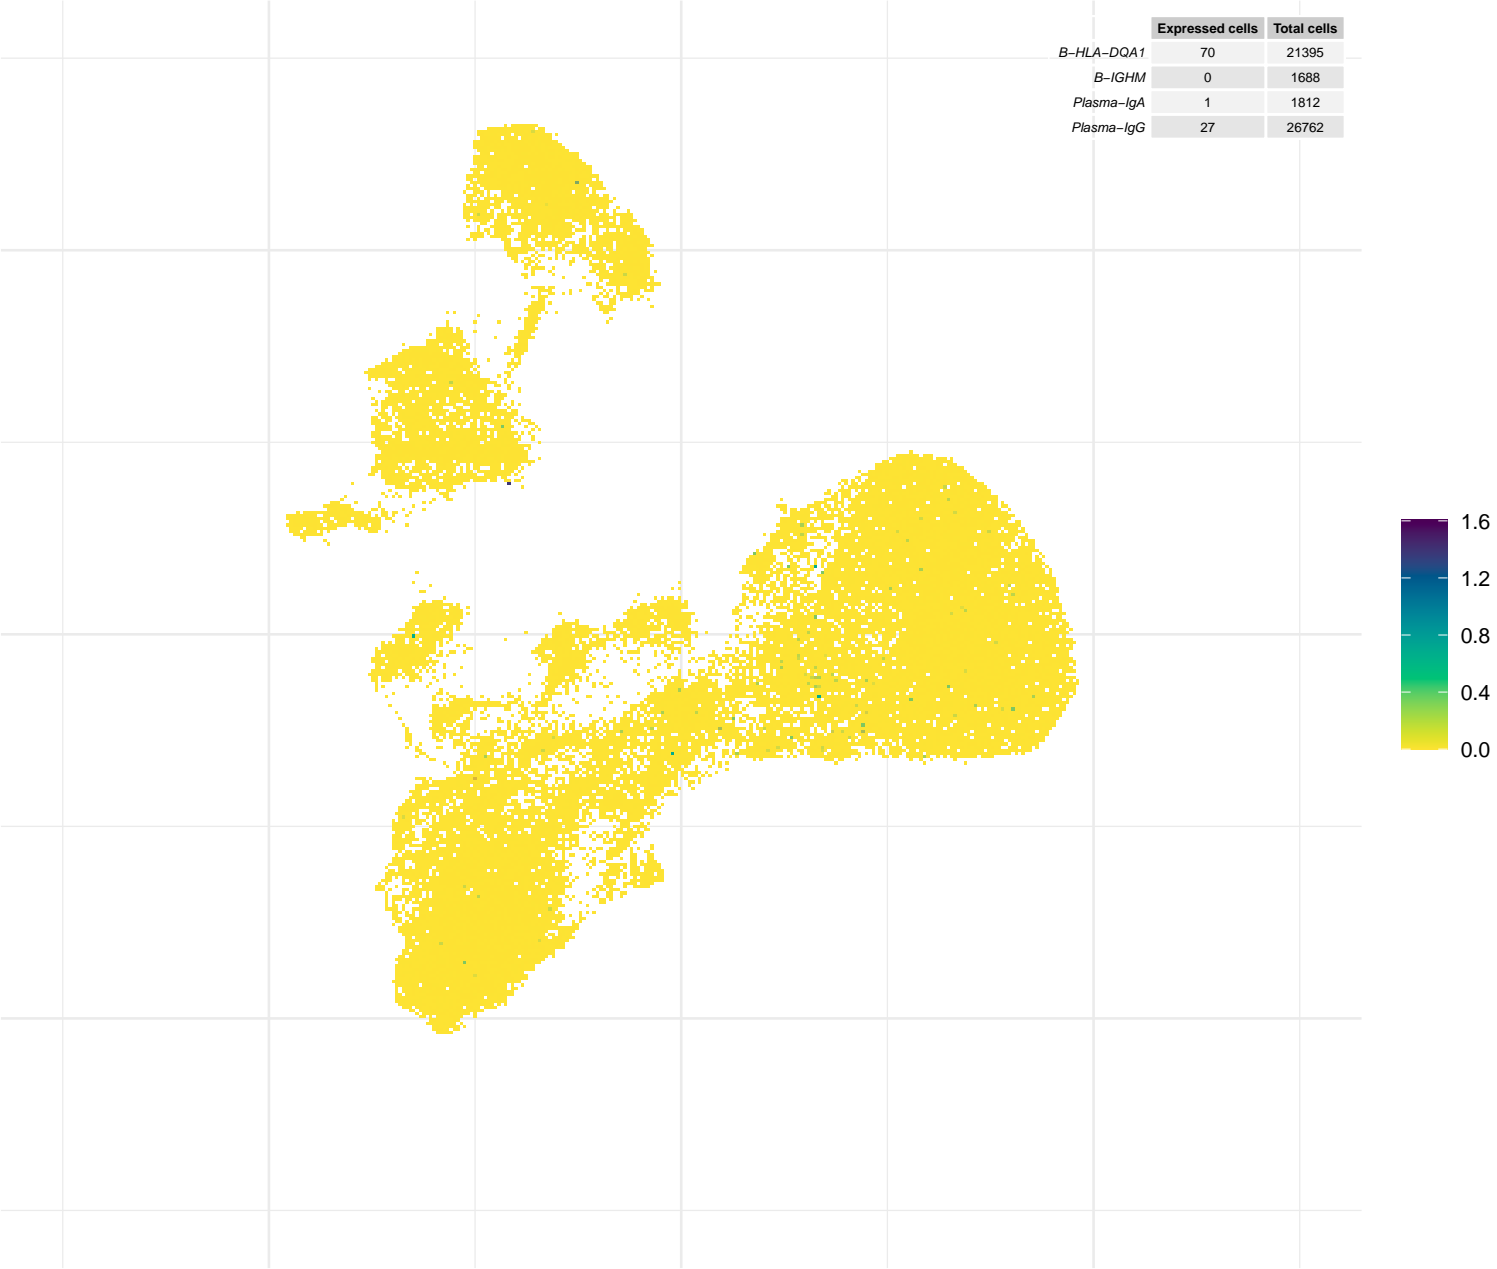 Expressed cells Total cells
B−HLA−DQA1 70 21395
B−IGHM 0 1688
Plasma−IgA 1 1812
Plasma−IgG 27 26762
1.6
1.2
0.8
0.4
0.0